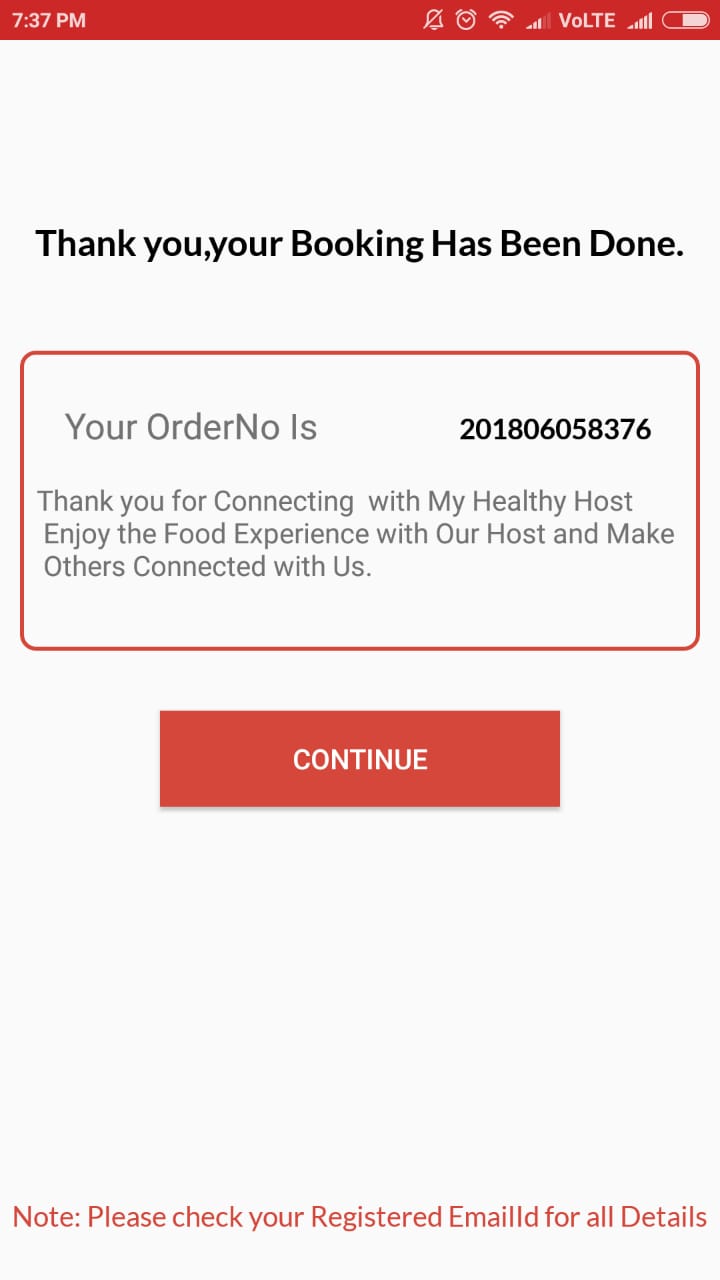 7:37 PM VoLTE
Thank you,your Booking Has Been Done.
Your OrderNo Is 201806058376
Thank you for Connecting  with My Healthy Host
Enjoy the Food Experience with Our Host and Make
Others Connected with Us.
CONTINUE
Note: Please check your Registered EmailId for all Details